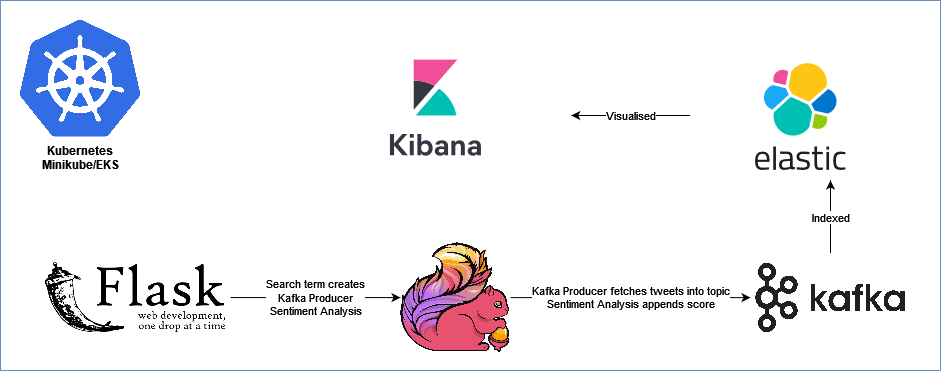 Kubernetes
Minikube/EKS
Kibana
Visualised
elastic
Indexed
Flask
web development,
one drop at a time
Search term creates
Kafka Producer
Sentiment Analysis
Kafka Producer fetches tweets into topic
Sentiment Analysis appends score
kafka